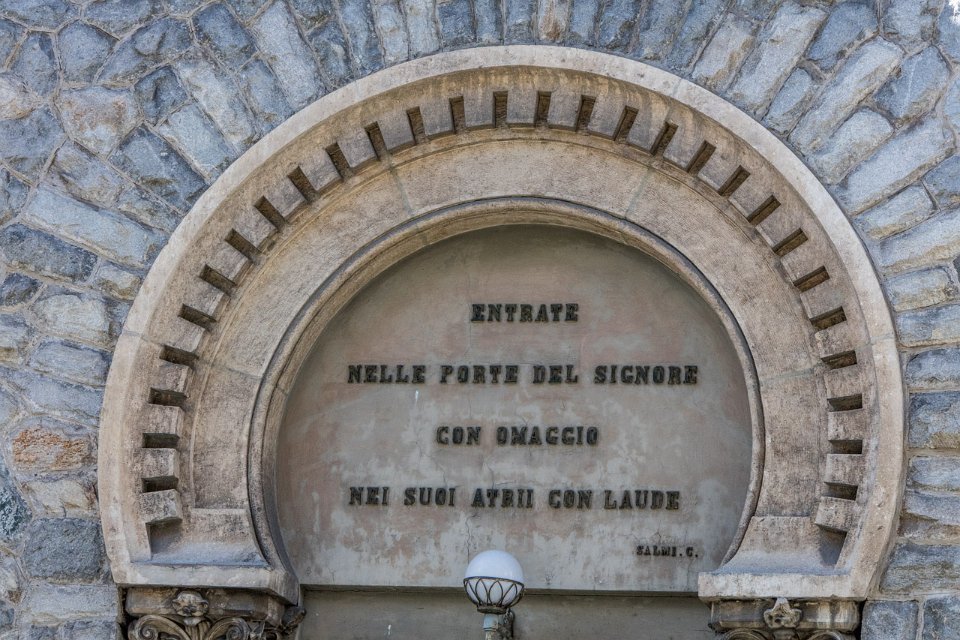 ENTRATE
NELLE PORTE DEL SIGNORE
CON OMAGGIO
NEI SUOI ATRII CON LAUDE
SALMI. C.